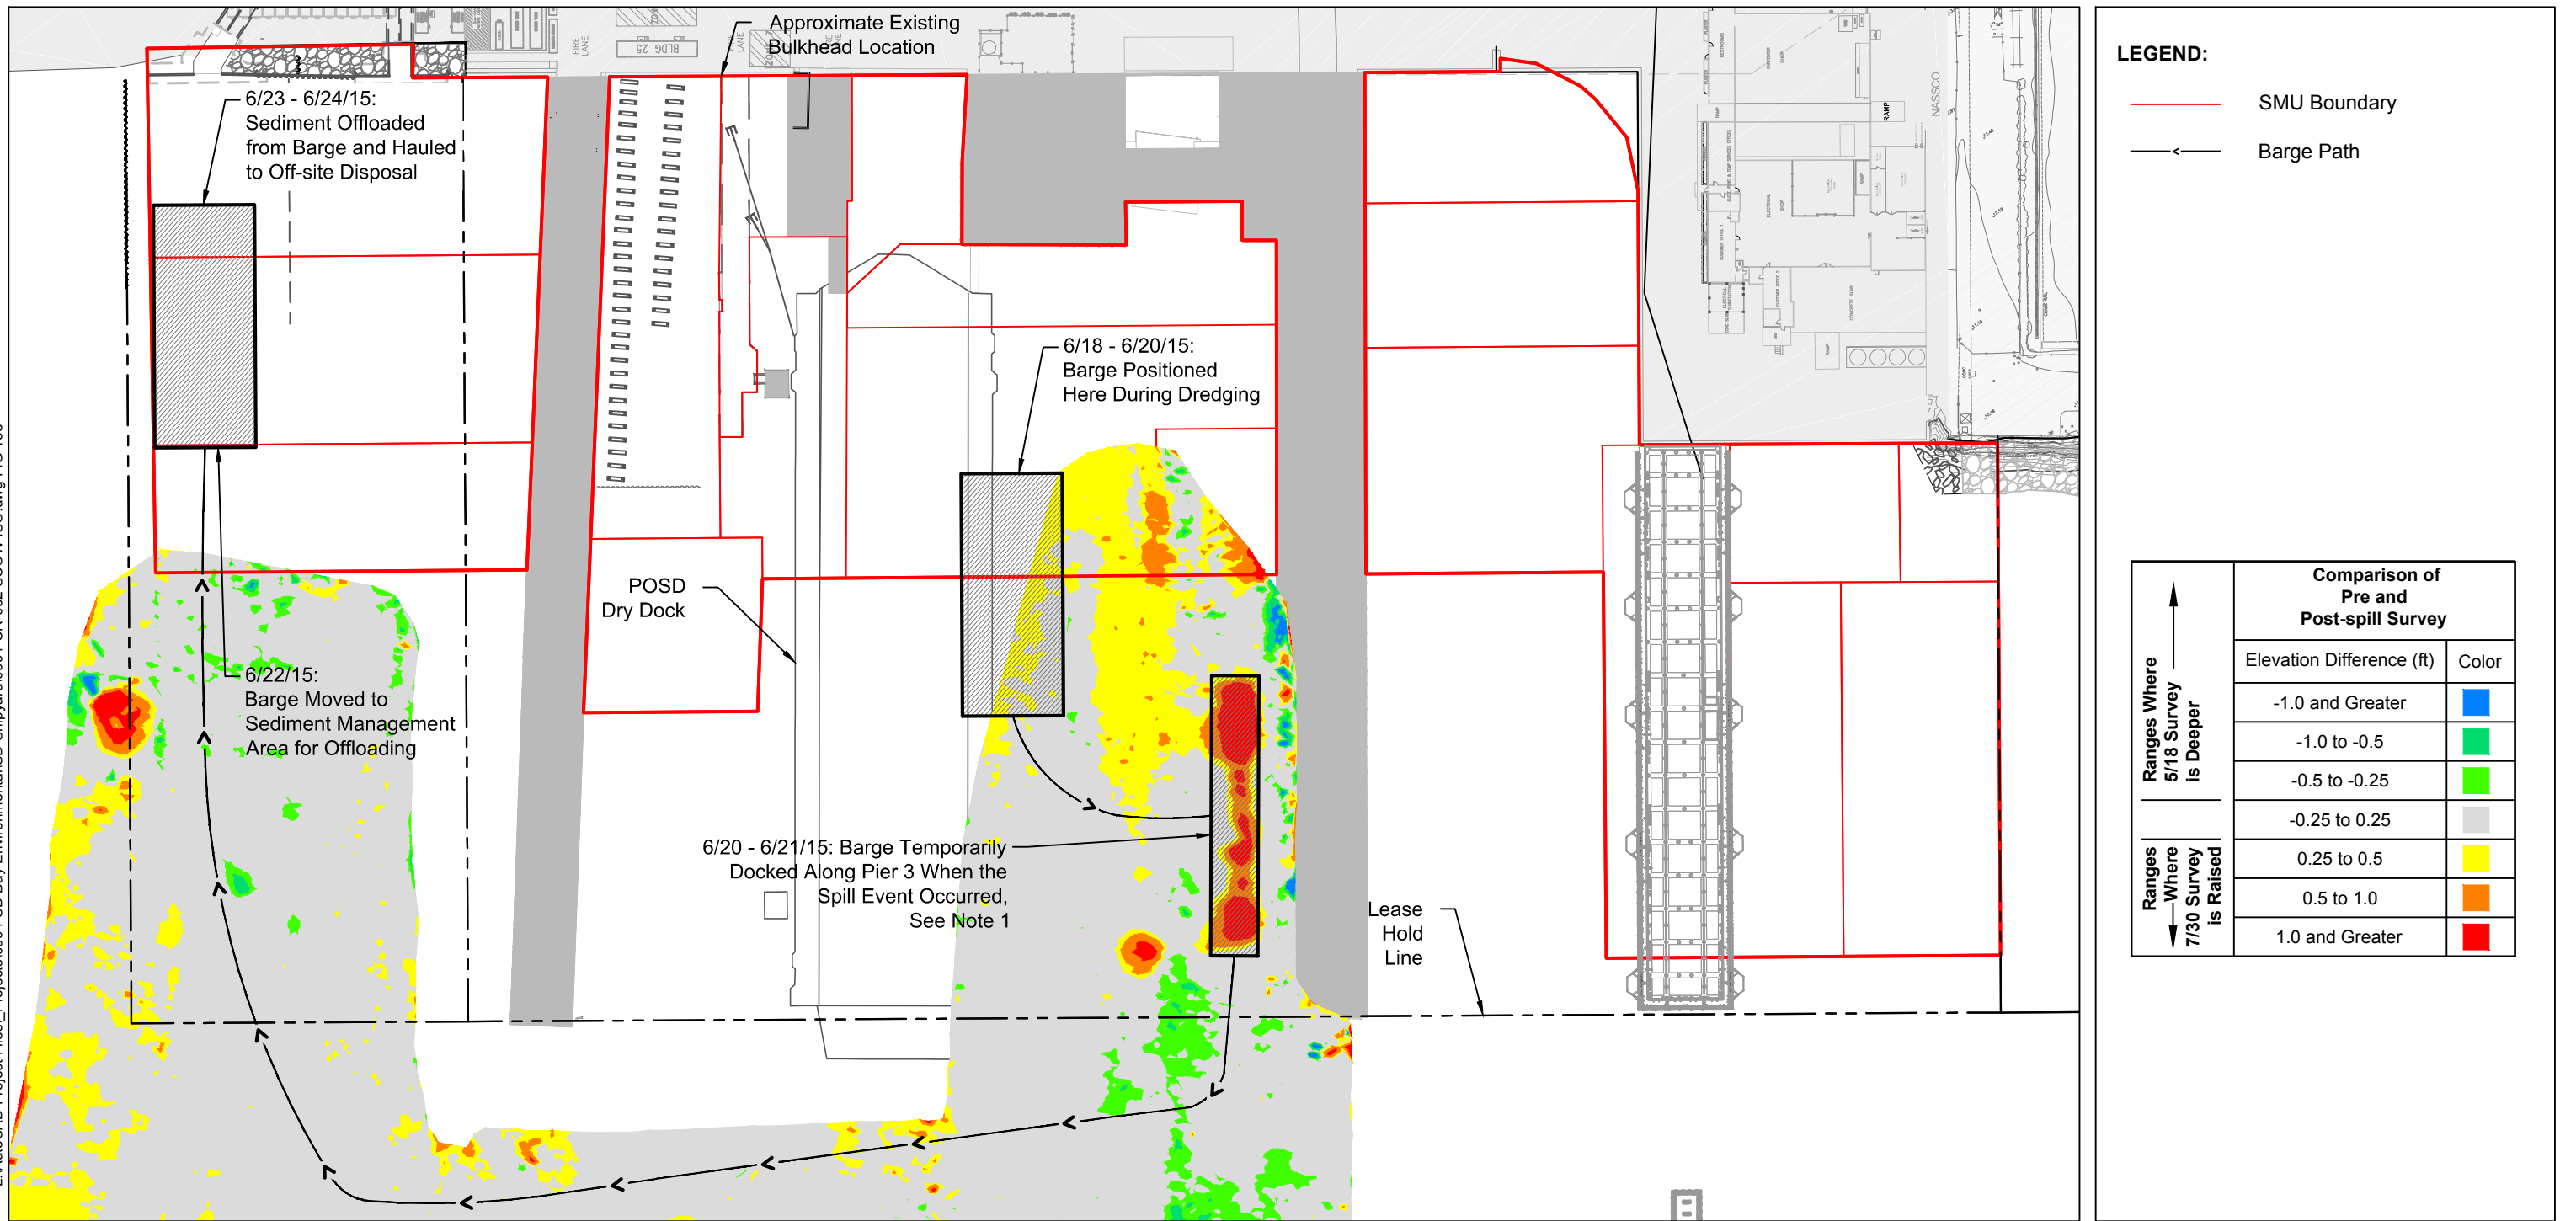 Approximate Existing
Bulkhead Location
FIRE
LANE
BLDG 25
6/23 - 6/24/15:
Sediment Offloaded
from Barge and Hauled
to Off-site Disposal
6/18 - 6/20/15:
Barge Positioned
Here During Dredging
POSD
Dry Dock
6/22/15:
Barge Moved to
Sediment Management
Area for Offloading
6/20 - 6/21/15: Barge Temporarily
Docked Along Pier 3 When the
Spill Event Occurred,
See Note 1
Lease
Hold
Line
NASSCO
RAMP
RAMP
RAMP
RAMP
ELECTRICAL
SHOP
CONCRETE SLAB
LEGEND:
SMU Boundary
Barge Path
Comparison of
Pre and
Post-spill Survey
Elevation Difference (ft)
Color
-1.0 and Greater
-1.0 to -0.5
-0.5 to -0.25
-0.25 to 0.25
0.25 to 0.5
0.5 to 1.0
1.0 and Greater
Ranges Where
5/18 Survey
is Deeper
Ranges
Where
7/30 Survey
is Raised